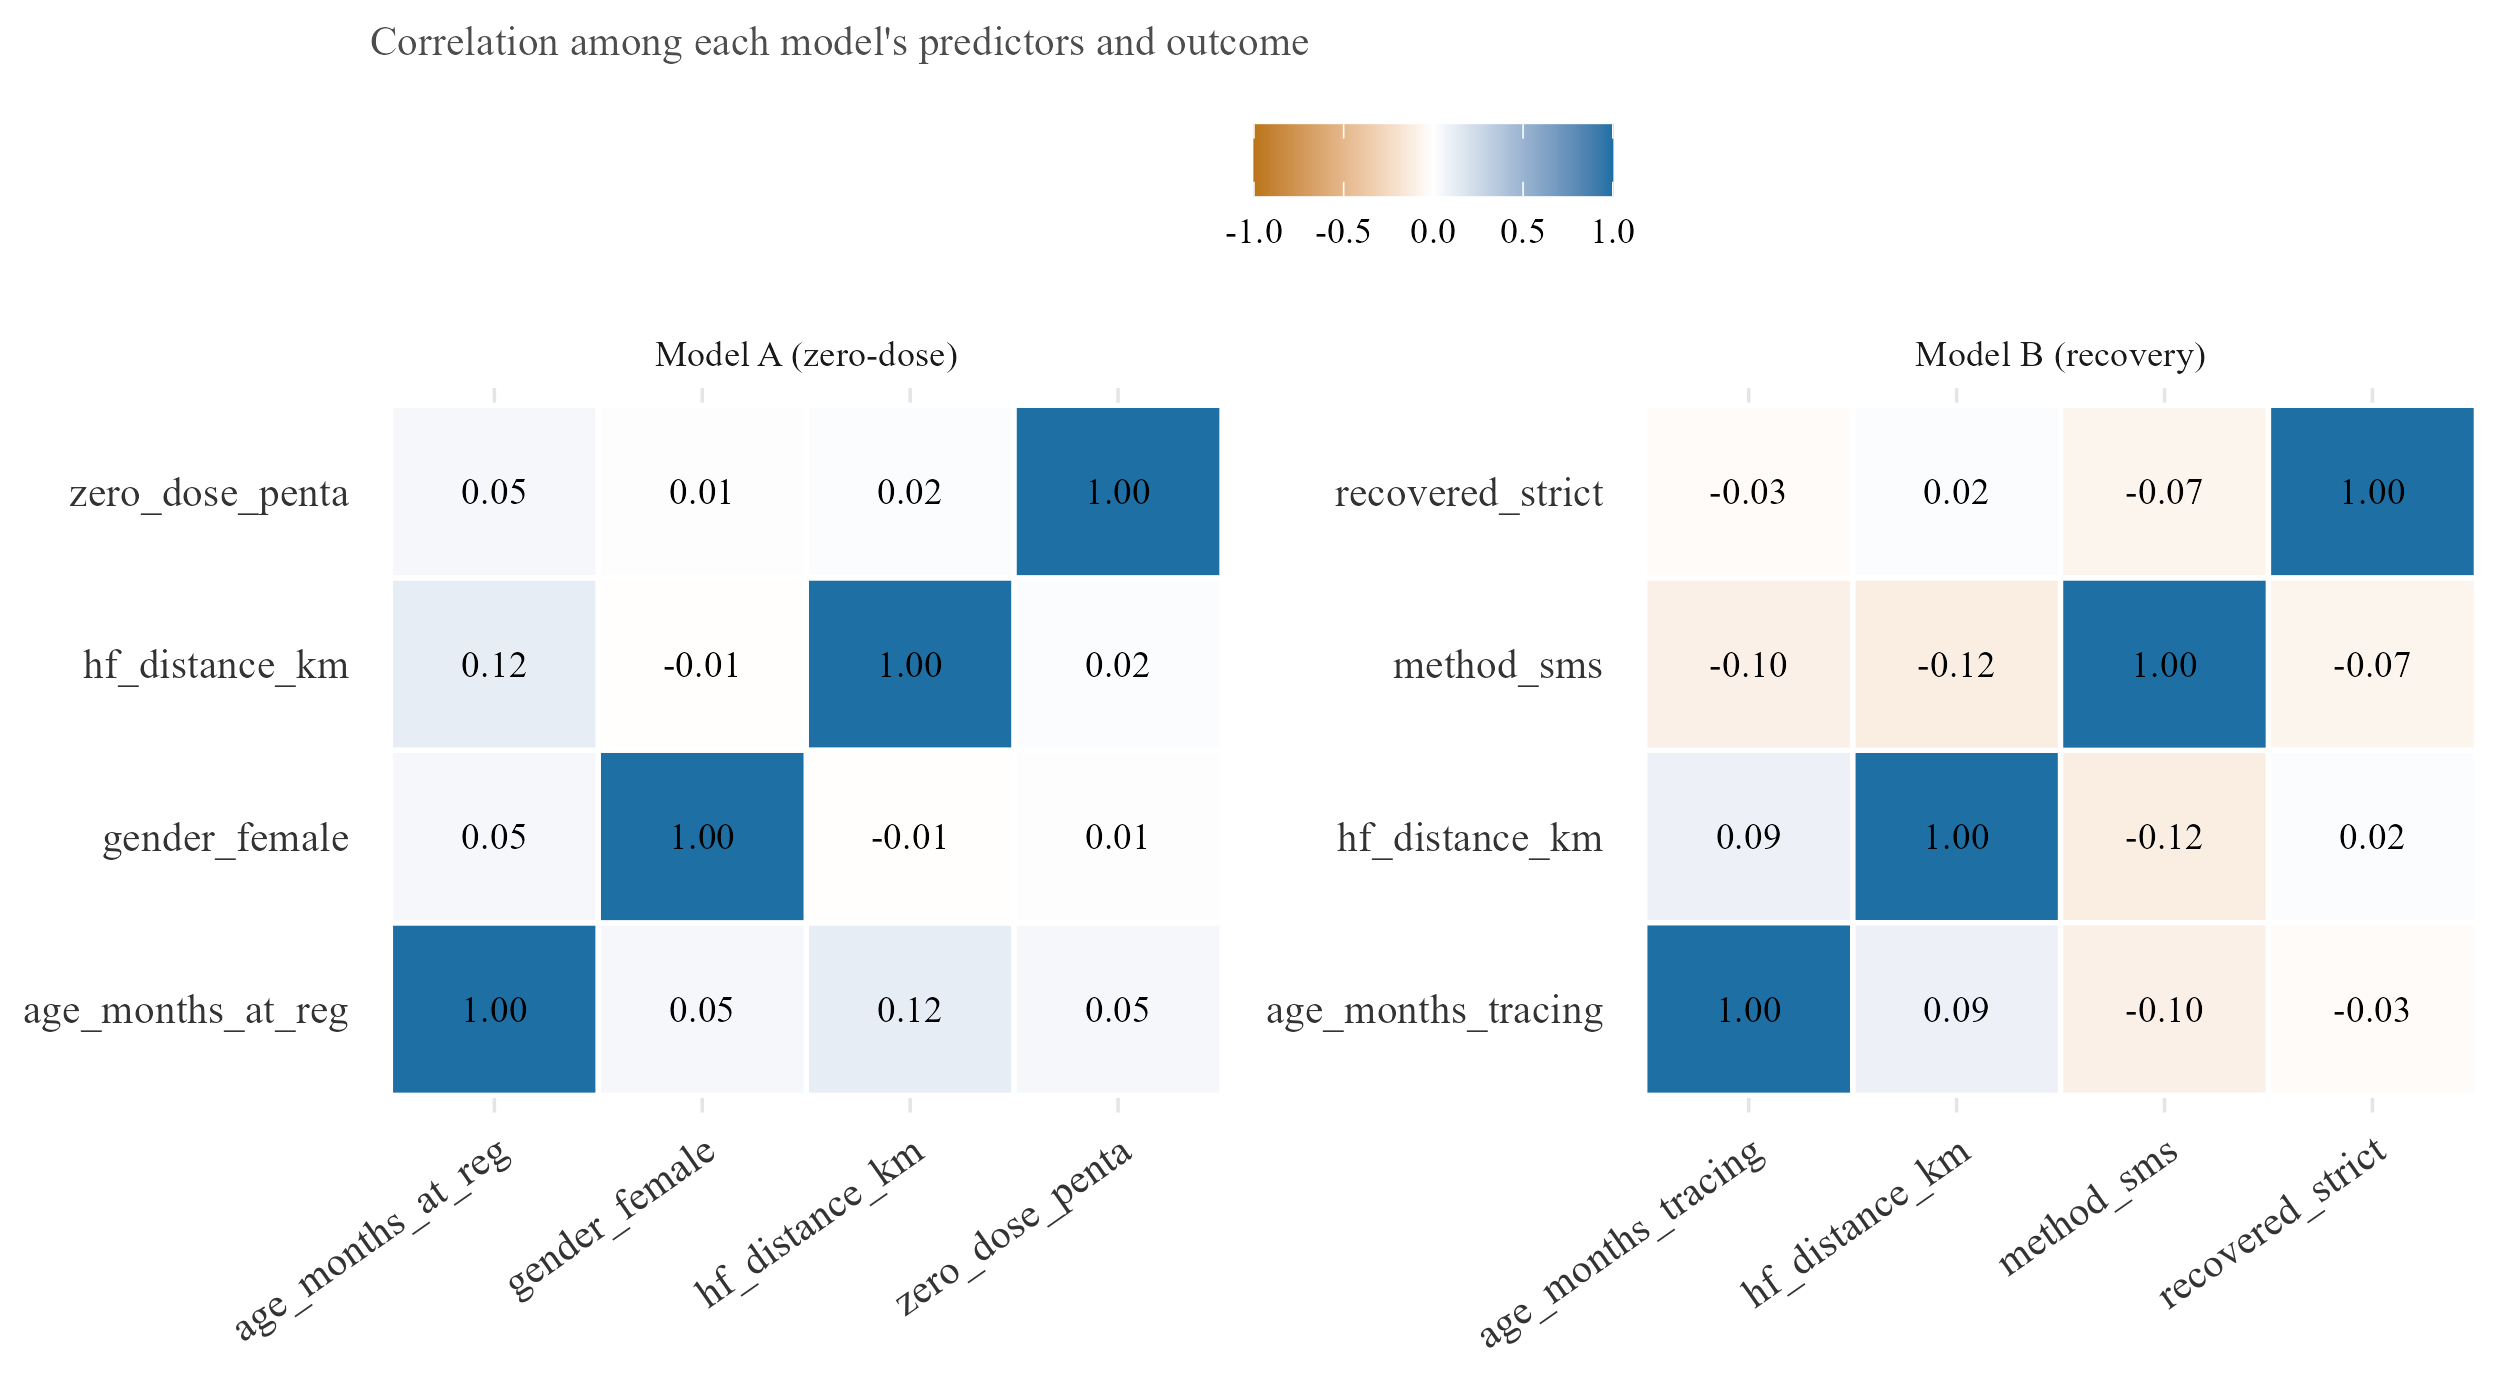 Correlation among each model's predictors and outcome
-1.0 -0.5 0.0 0.5 1.0
Model A (zero-dose)
zero_dose_penta 0.05 0.01 0.02 1.00
hf_distance_km 0.12 -0.01 1.00 0.02
gender_female 0.05 1.00 -0.01 0.01
age_months_at_reg 1.00 0.05 0.12 0.05
age_months_at_reg
gender_female
hf_distance_km
zero_dose_penta
Model B (recovery)
recovered_strict -0.03 0.02 -0.07 1.00
method_sms -0.10 -0.12 1.00 -0.07
hf_distance_km 0.09 1.00 -0.12 0.02
age_months_tracing 1.00 0.09 -0.10 -0.03
age_months_tracing
hf_distance_km
method_sms
recovered_strict